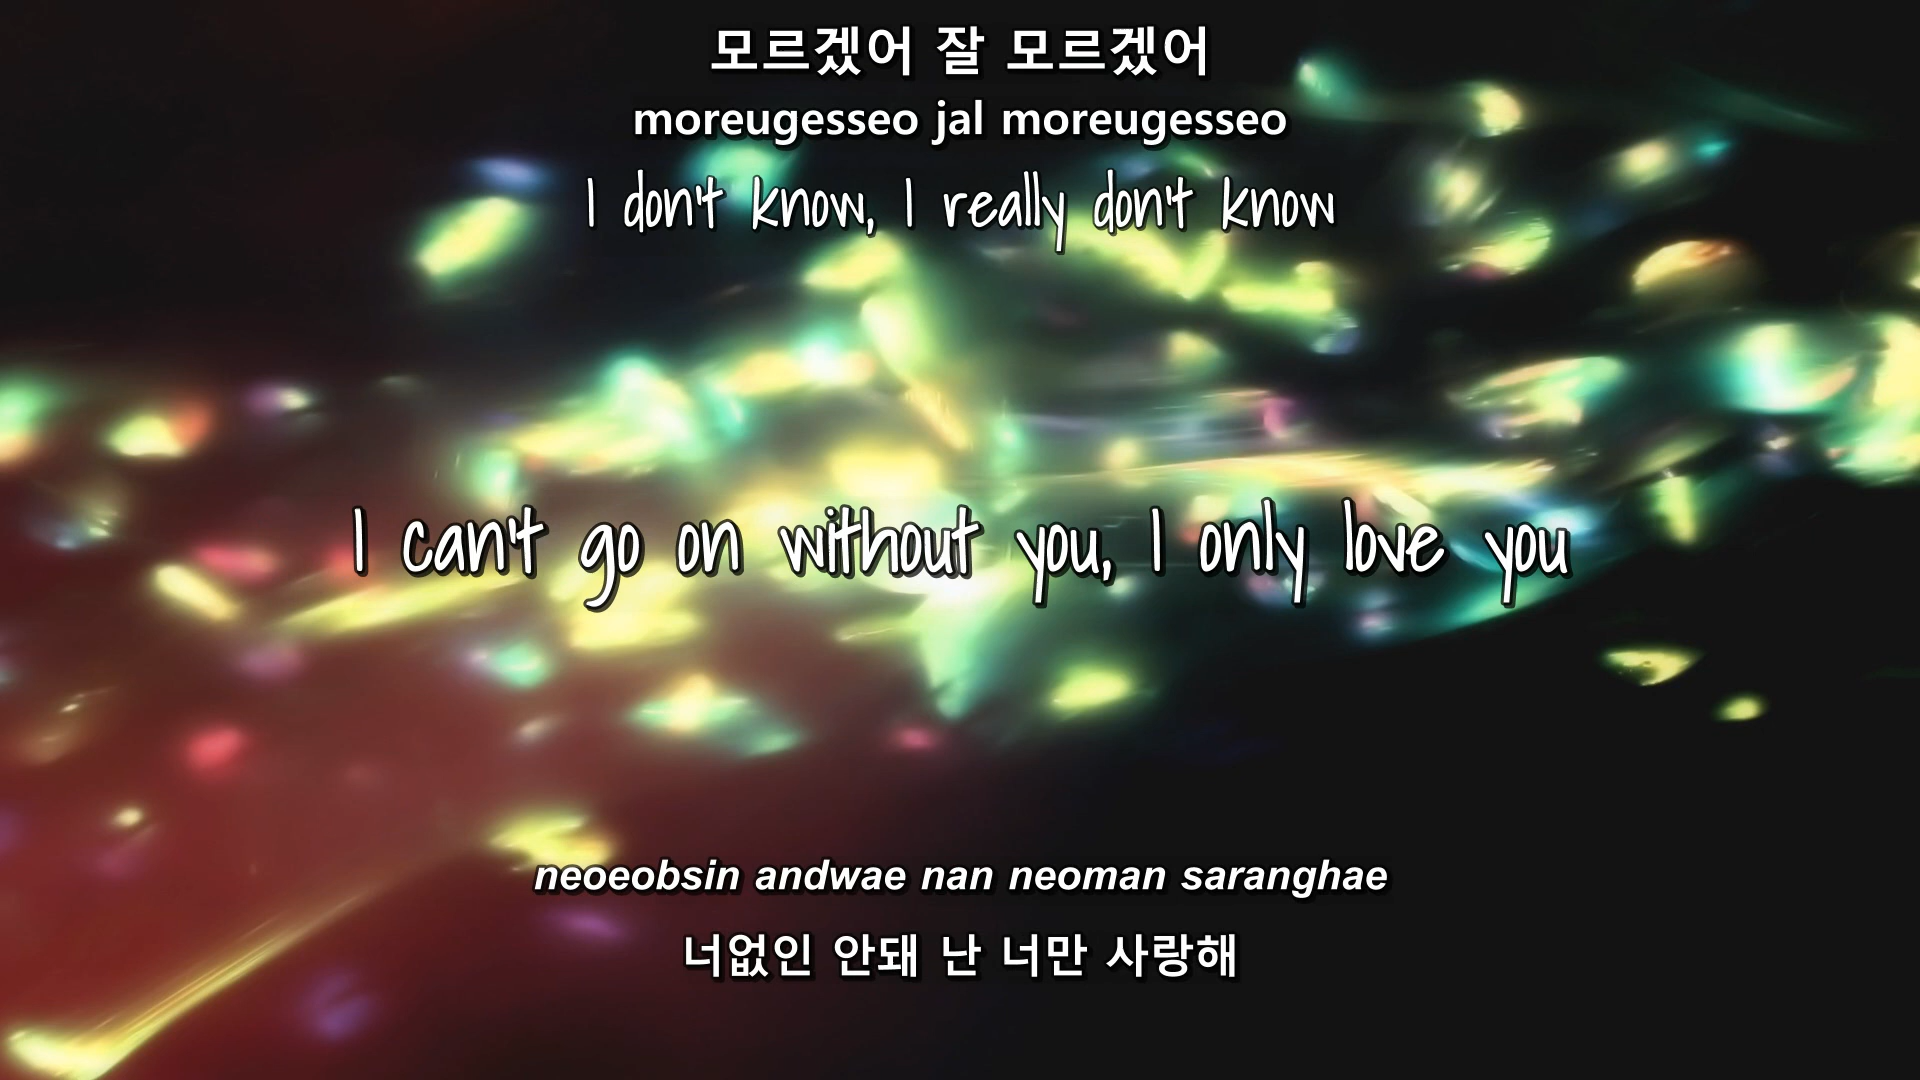 모르겠어 잘 모르겠어
moreugesseo jal moreugesseo
I don't know, I really don't know
I can't go on without you, I only love you
neoeobsin andwae nan neoman saranghae
너없인 안돼 난 너만 사랑해